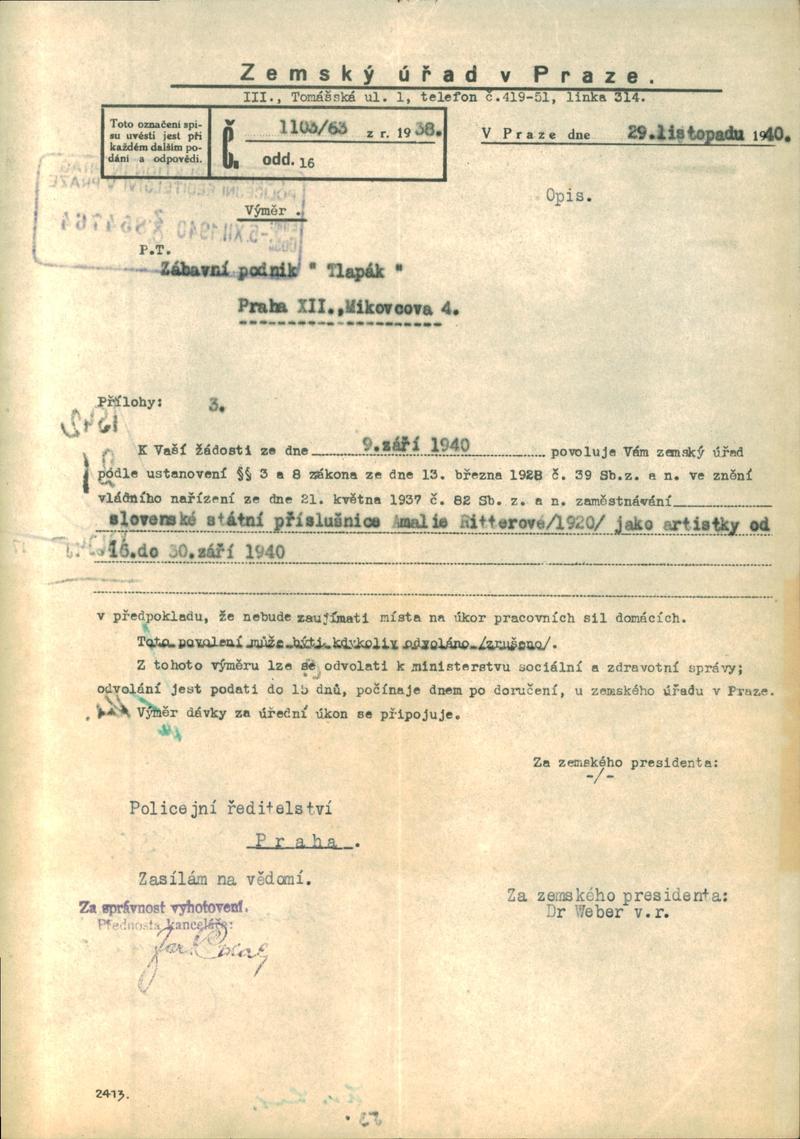 Zemský úřad v Praze.
III., Tomášská ul. 1, telefon č.419-51, linka 314.
Toto označení spi-
su uvésti jest při
každém dalším po-
dání a odpovědi.
Č. 1103/63 z r. 1938.
odd. 16
V Praze dne 29.listopadu 1940.
Opis.
Výměr.
P.T.
Zábavní podnik " Tlapák "
Praha XII.,Mikovcova 4.
Přílohy: 3.
K Vaší žádosti ze dne 9.září 1940 povoluje Vám zemský úřad
podle ustanovení §§ 3 a 8 zákona ze dne 13. března 1928 č. 39 Sb.z. a n. ve znění
vládního nařízení ze dne 21. května 1937 č. 82 Sb. z. a n. zaměstnávání
slovenské státní příslušnice Amalie Ritterové/1920/ jako artistky od
16.do 30.září 1940
v předpokladu, že nebude zaujímati místa na úkor pracovních sil domácích.
Toto povolení může býti kdykoliv odvoláno /zrušeno/.
Z tohoto výměru lze se odvolati k ministerstvu sociální a zdravotní správy;
odvolání jest podati do 15 dnů, počínaje dnem po doručení, u zemského úřadu v Praze.
Výměr dávky za úřední úkon se připojuje.
Za zemského presidenta:
-/-
Policejní ředitelství
Praha.
Zasílám na vědomí.
Za správnost vyhotovení.
Přednosta kanceláře:
Za zemského presidenta:
Dr Weber v.r.
2413.